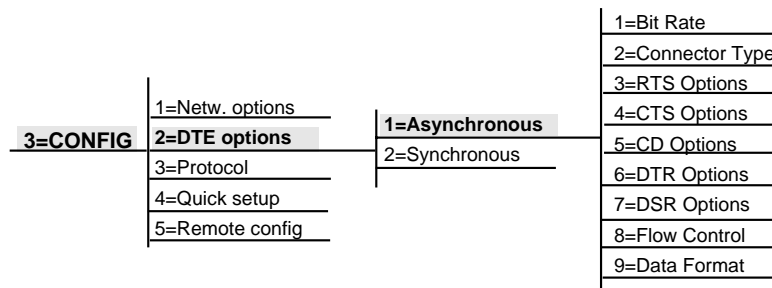 3=CONFIG
1=Netw. options
2=DTE options
3=Protocol
4=Quick setup
5=Remote config
1=Asynchronous
2=Synchronous
1=Bit Rate
2=Connector Type
3=RTS Options
4=CTS Options
5=CD Options
6=DTR Options
7=DSR Options
8=Flow Control
9=Data Format